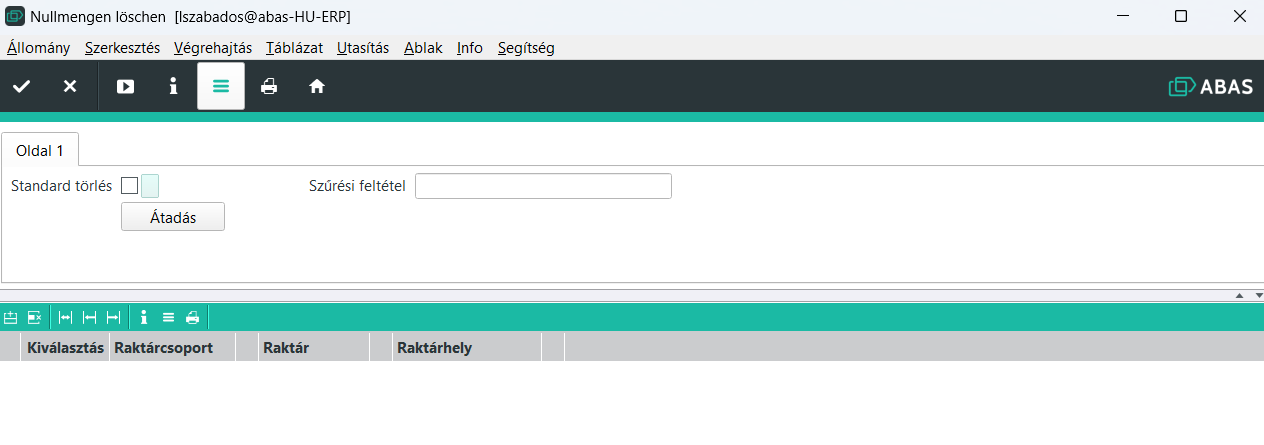 Nullmengen löschen [lszabados@abas-HU-ERP]
Állomány Szerkesztés Végrehajtás Táblázat Utasítás Ablak Info Segítség
ABAS
Oldal 1
Standard törlés Szűrési feltétel
Átadás
Kiválasztás Raktárcsoport Raktár Raktárhely